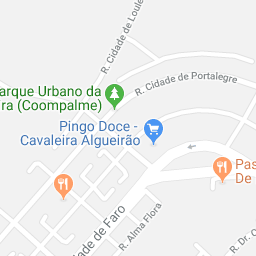 R. Cidade de Loule
R. Cidade de Portalegre
arque Urbano da
ra (Coompalme)
Pingo Doce -
Cavaleira Algueirão
Pas
De
dade de Faro
R. Alma Flora
R. Dr. C